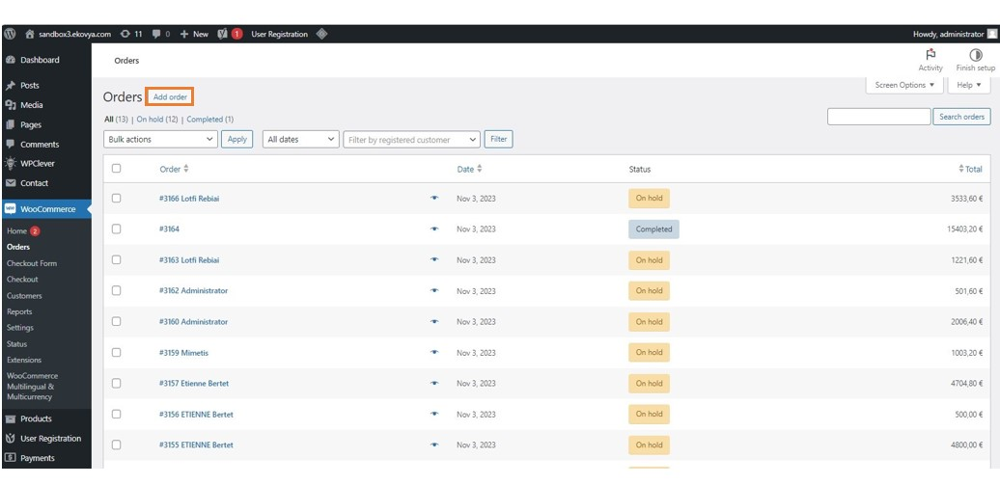 sandbox3.ekovya.com 11 0 New 1 User Registration Howdy, administrator
Dashboard
Posts
Media
Pages
Comments
WPClever
Contact
WooCommerce
Home 2
Orders
Checkout Form
Checkout
Customers
Reports
Settings
Status
Extensions
WooCommerce
Multilingual &
Multicurrency
Products
User Registration
Payments
Orders
Activity Finish setup
Screen Options Help
Orders Add order
All (13) | On hold (12) | Completed (1)
Search orders
Bulk actions Apply All dates Filter by registered customer Filter
Order Date Status Total
#3166 Lotfi Rebiai Nov 3, 2023 On hold 3533,60 €
#3164 Nov 3, 2023 Completed 15403,20 €
#3163 Lotfi Rebiai Nov 3, 2023 On hold 1221,60 €
#3162 Administrator Nov 3, 2023 On hold 501,60 €
#3160 Administrator Nov 3, 2023 On hold 2006,40 €
#3159 Mimetis Nov 3, 2023 On hold 1003,20 €
#3157 Etienne Bertet Nov 3, 2023 On hold 4704,80 €
#3156 ETIENNE Bertet Nov 3, 2023 On hold 500,00 €
#3155 ETIENNE Bertet Nov 3, 2023 On hold 4800,00 €